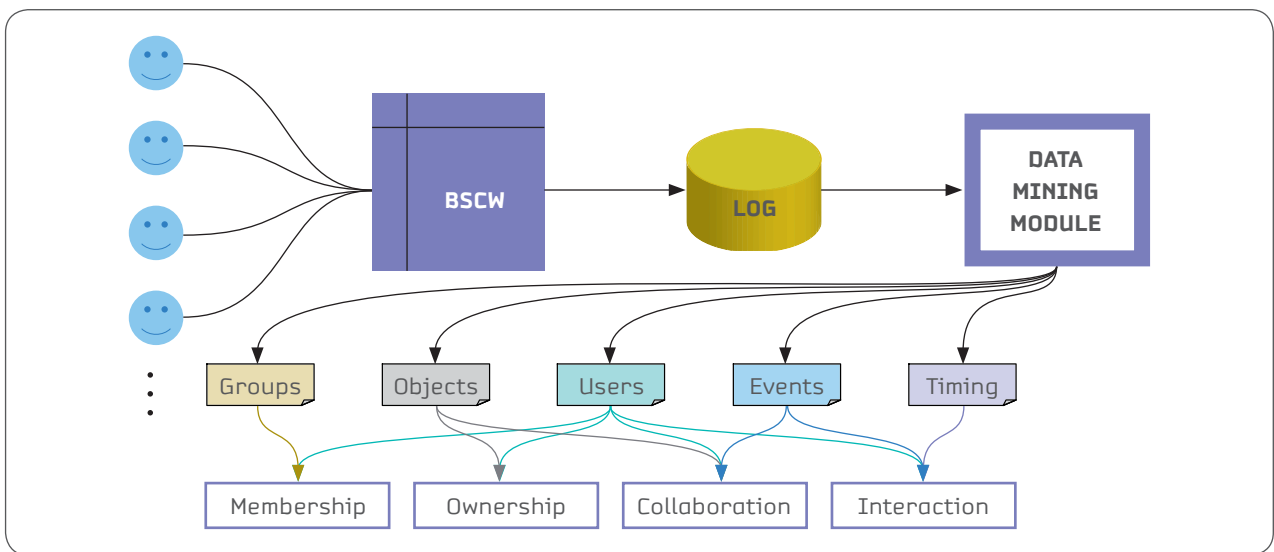 BSCW
LOG
DATA
MINING
MODULE
Groups
Objects
Users
Events
Timing
Membership
Ownership
Collaboration
Interaction